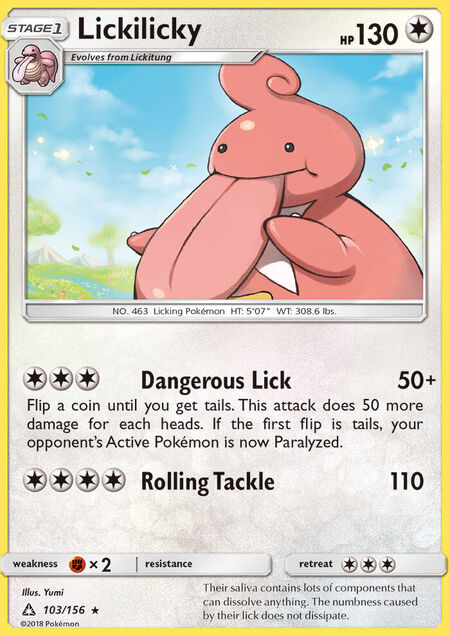 STAGE 1
Lickilicky
HP 130
Evolves from Lickitung
NO. 463 Licking Pokémon HT: 5'07" WT: 308.6 lbs.
Dangerous Lick 50+
Flip a coin until you get tails. This attack does 50 more
damage for each heads. If the first flip is tails, your
opponent's Active Pokémon is now Paralyzed.
Rolling Tackle 110
weakness ×2 resistance retreat
Illus. Yumi
103/156 ★
©2018 Pokémon
Their saliva contains lots of components that
can dissolve anything. The numbness caused
by their lick does not dissipate.